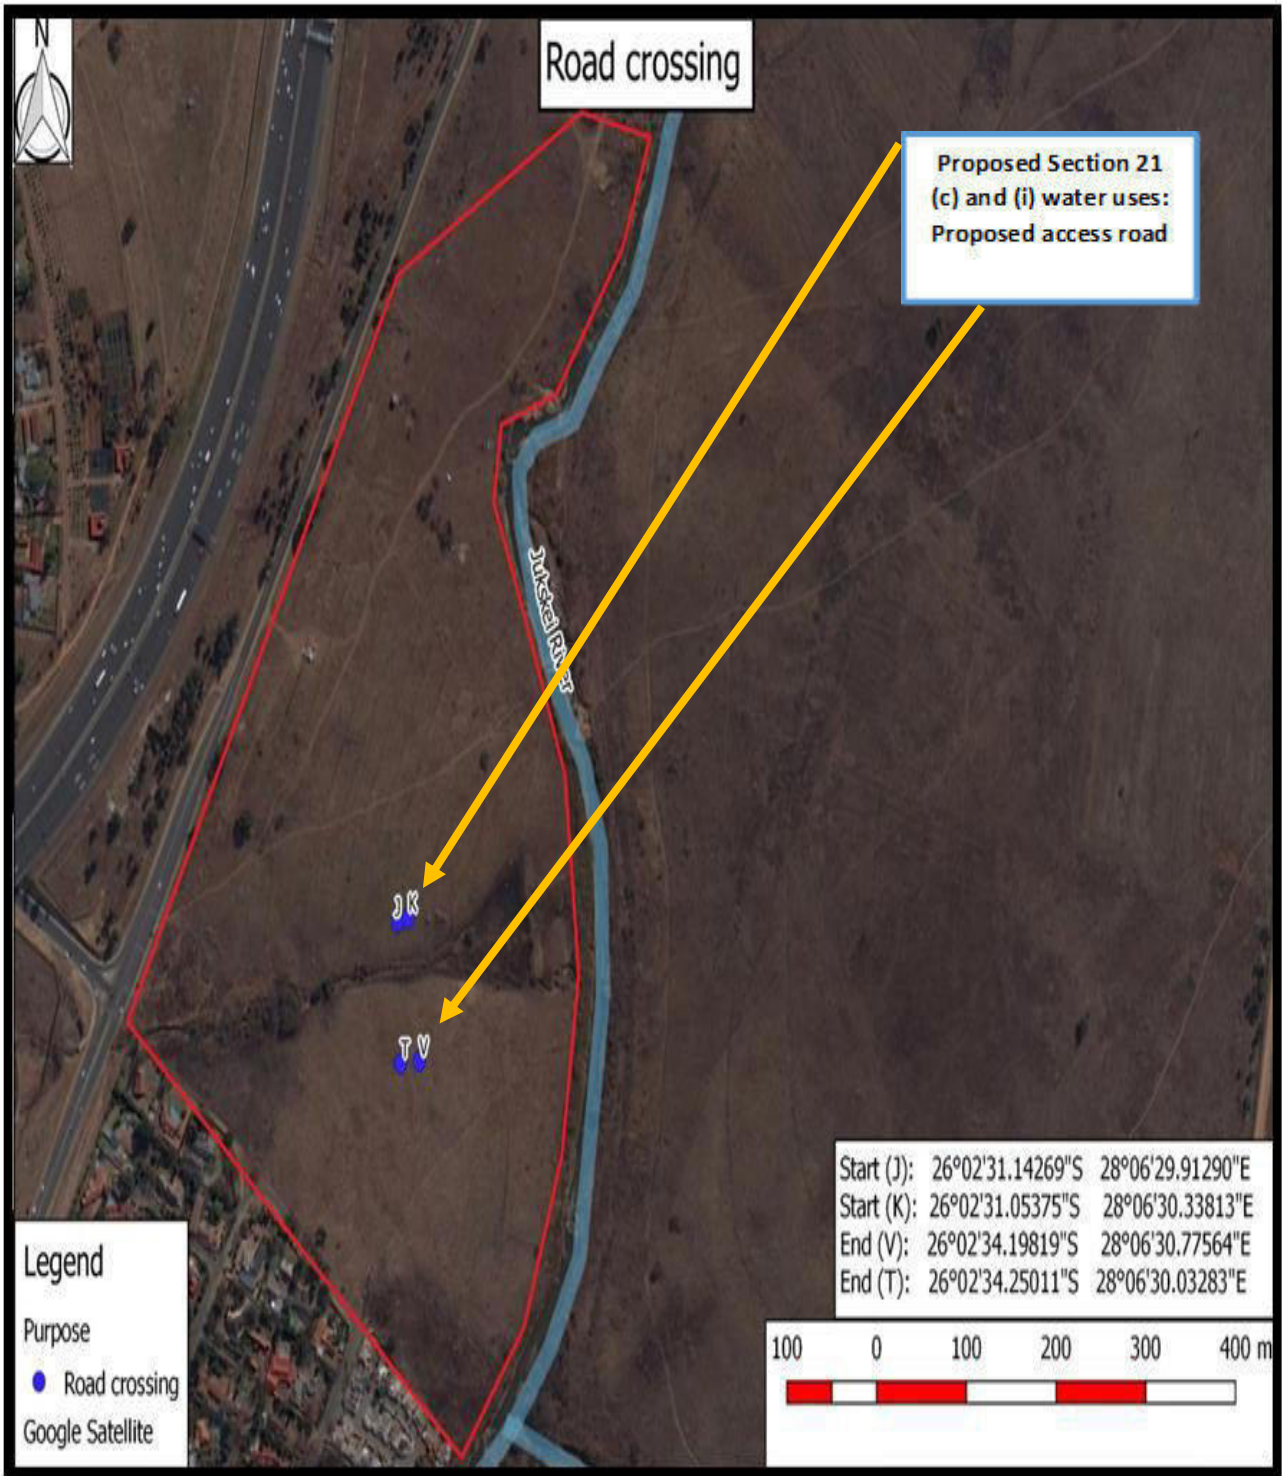 N
Road crossing
Proposed Section 21
(c) and (i) water uses:
Proposed access road
Jukskei River
J K
T V
Start (J): 26°02'31.14269"S 28°06'29.91290"E
Start (K): 26°02'31.05375"S 28°06'30.33813"E
End (V): 26°02'34.19819"S 28°06'30.77564"E
End (T): 26°02'34.25011"S 28°06'30.03283"E
Legend
Purpose
Road crossing
Google Satellite
100 0 100 200 300 400 m